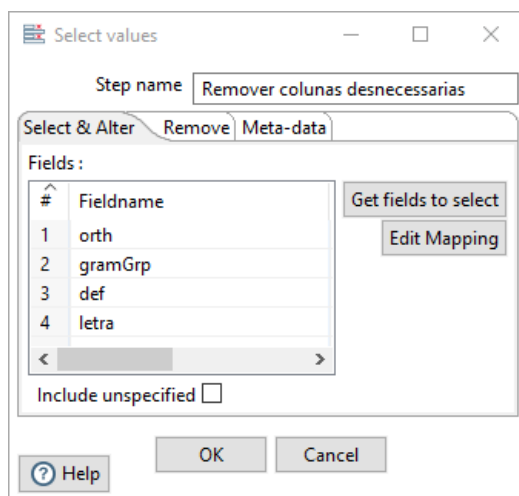 Select values
Step name Remover colunas desnecessarias
Select & Alter Remove Meta-data
Fields :
# Fieldname
1 orth
2 gramGrp
3 def
4 letra
Get fields to select
Edit Mapping
Include unspecified
OK Cancel
? Help